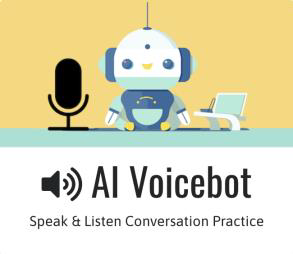 AI Voicebot
Speak & Listen Conversation Practice